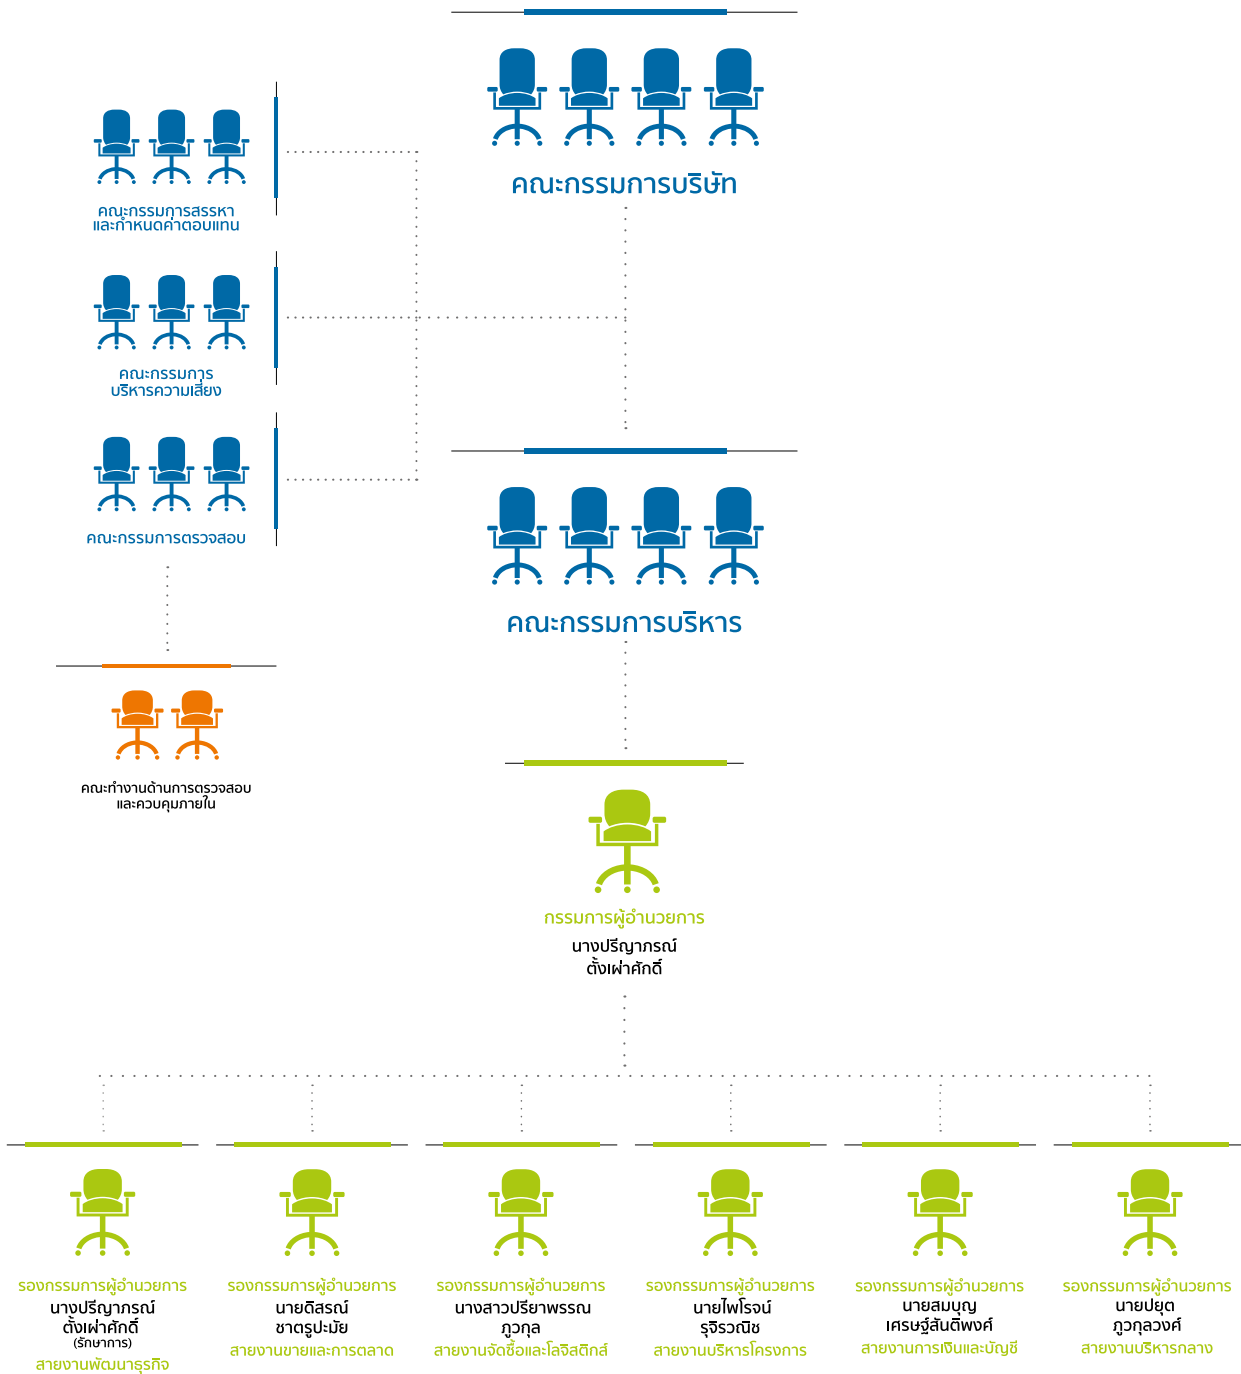 คณะกรรมการบริษัท
คณะกรรมการสรรหา
และกำหนดค่าตอบแทน
คณะกรรมการ
บริหารความเสี่ยง
คณะกรรมการตรวจสอบ
คณะกรรมการบริหาร
คณะทำงานด้านการตรวจสอบ
และควบคุมภายใน
กรรมการผู้อำนวยการ
นางปรีญาภรณ์
ตั้งเผ่าศักดิ์
รองกรรมการผู้อำนวยการ
นางปรีญาภรณ์
ตั้งเผ่าศักดิ์
(รักษาการ)
สายงานพัฒนาธุรกิจ
รองกรรมการผู้อำนวยการ
นายดิสรณ์
ชาตรูปะมัย
สายงานขายและการตลาด
รองกรรมการผู้อำนวยการ
นางสาวปรียาพรรณ
ภูวกุล
สายงานจัดซื้อและโลจิสติกส์
รองกรรมการผู้อำนวยการ
นายไพโรจน์
รุจิรวณิช
สายงานบริหารโครงการ
รองกรรมการผู้อำนวยการ
นายสมบุญ
เศรษฐ์สันติพงศ์
สายงานการเงินและบัญชี
รองกรรมการผู้อำนวยการ
นายปยุต
ภูวกุลวงศ์
สายงานบริหารกลาง